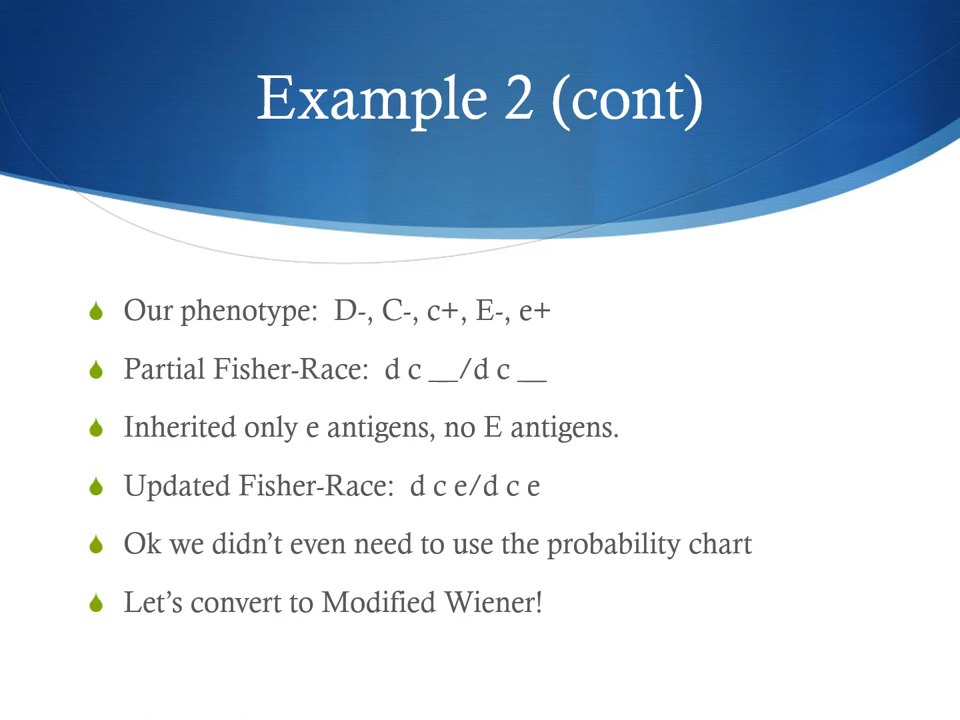 Example 2 (cont)
Our phenotype: D-, C-, c+, E-, e+
Partial Fisher-Race: d c __/d c __
Inherited only e antigens, no E antigens.
Updated Fisher-Race: d c e/d c e
Ok we didn’t even need to use the probability chart
Let’s convert to Modified Wiener!